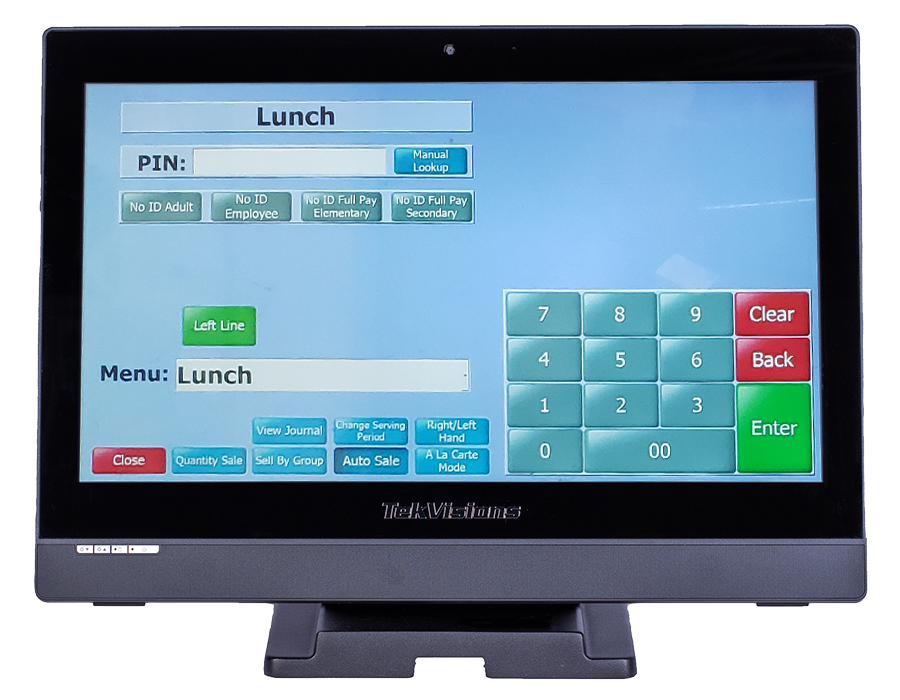 Lunch
PIN:
Manual
Lookup
No ID Adult
No ID
Employee
No ID Full Pay
Elementary
No ID Full Pay
Secondary
Left Line
Menu: Lunch
View Journal
Change Serving
Period
Right/Left
Hand
Close
Quantity Sale
Sell By Group
Auto Sale
A La Carte
Mode
7 8 9 Clear
4 5 6 Back
1 2 3
Enter
0 00
TekVisions